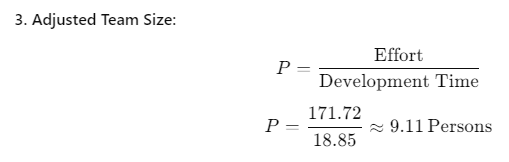 3. Adjusted Team Size:
P = Effort / Development Time
P = 171.72 / 18.85 ≈ 9.11 Persons